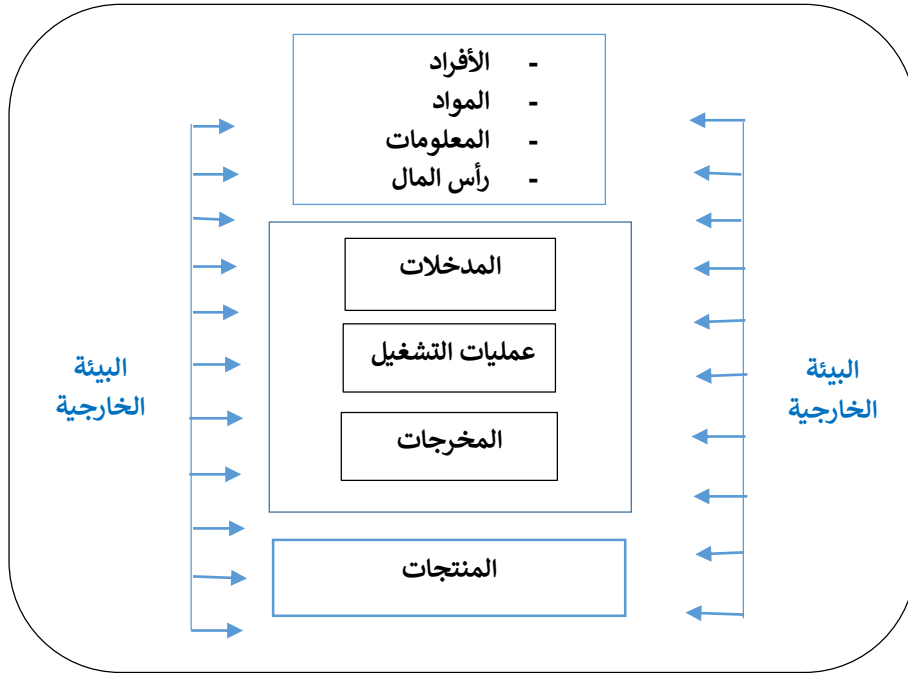 - الأفراد
- المواد
- المعلومات
- رأس المال
المدخلات
عمليات التشغيل
المخرجات
المنتجات
البيئة
الخارجية
البيئة
الخارجية